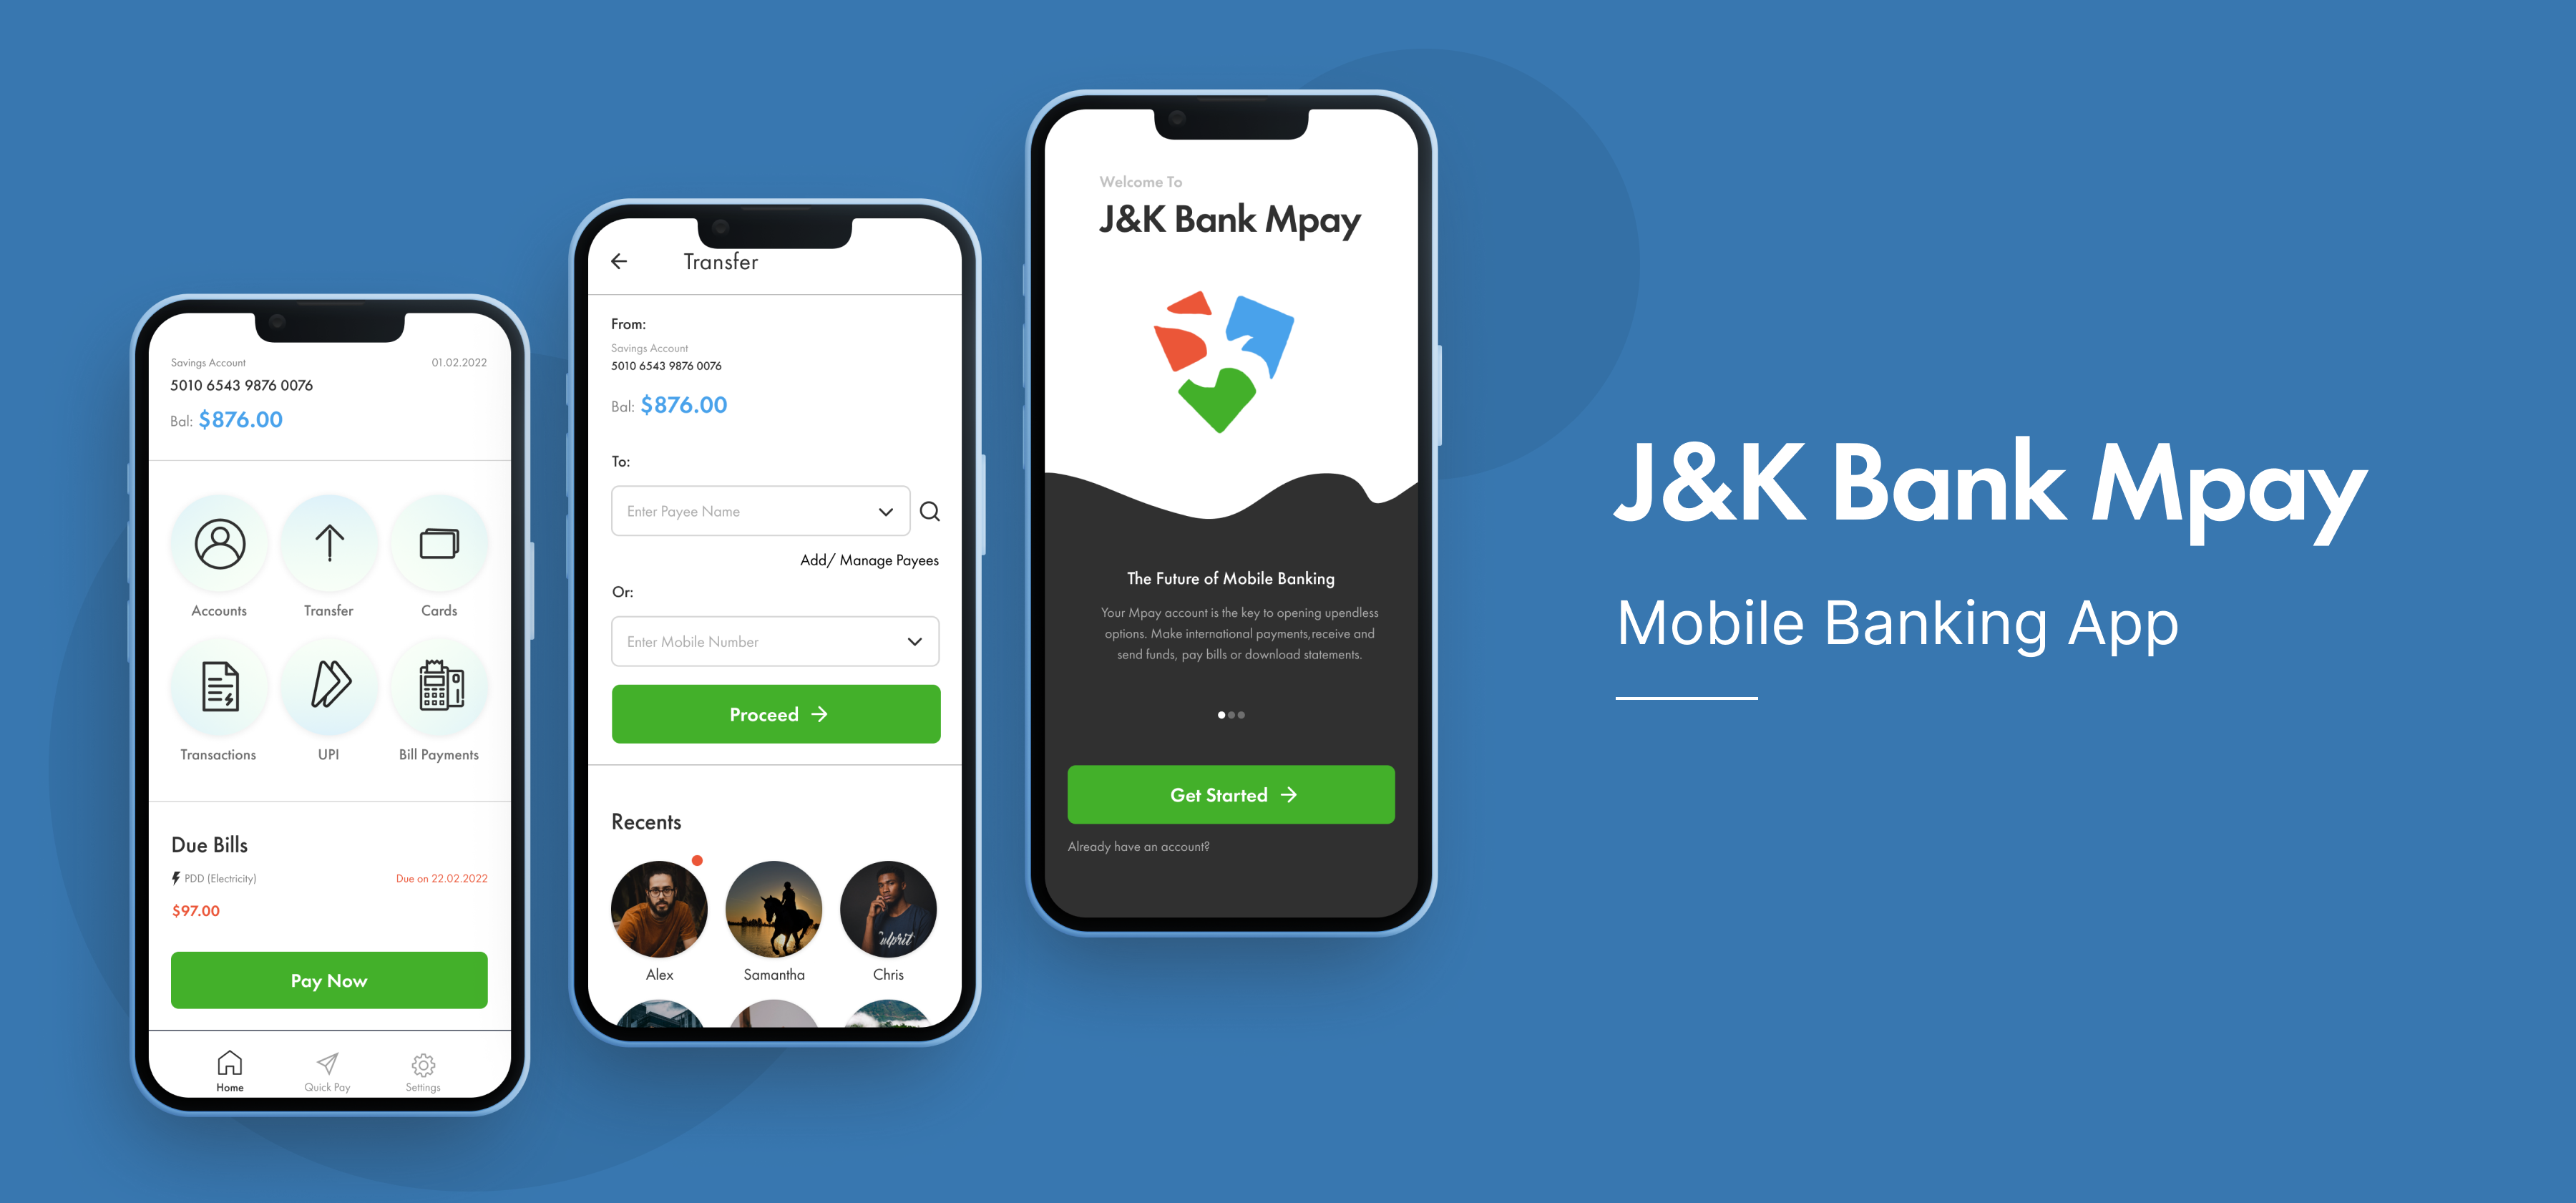 Savings Account 01.02.2022
5010 6543 9876 0076
Bal: $876.00
Accounts Transfer Cards
Transactions UPI Bill Payments
Due Bills
PDD (Electricity) Due on 22.02.2022
$97.00
Pay Now
Home Quick Pay Settings
Transfer
From:
Savings Account
5010 6543 9876 0076
Bal: $876.00
To:
Enter Payee Name
Add/ Manage Payees
Or:
Enter Mobile Number
Proceed
Recents
ulprit
Alex Samantha Chris
Welcome To
J&K Bank Mpay
The Future of Mobile Banking
Your Mpay account is the key to opening upendless
options. Make international payments,receive and
send funds, pay bills or download statements.
Get Started
Already have an account?
J&K Bank Mpay
Mobile Banking App